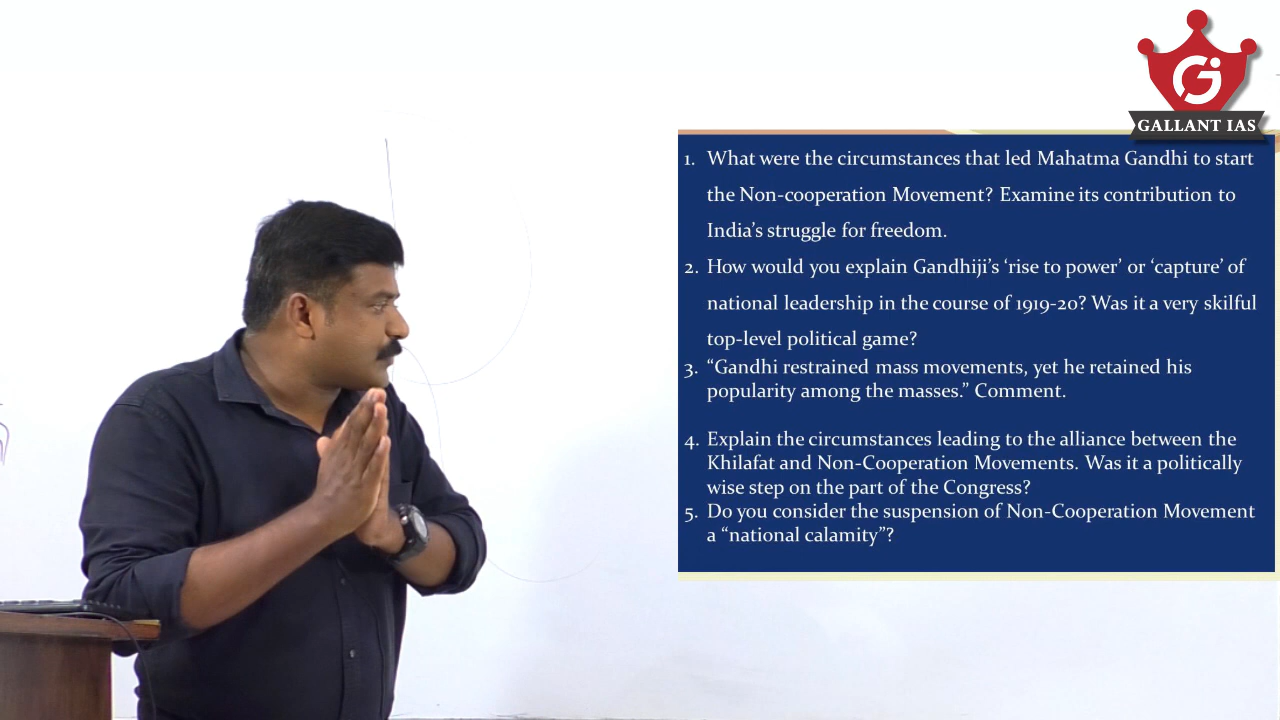 GALLANT IAS
1. What were the circumstances that led Mahatma Gandhi to start
the Non-cooperation Movement? Examine its contribution to
India's struggle for freedom.
2. How would you explain Gandhiji's ‘rise to power’ or ‘capture’ of
national leadership in the course of 1919-20? Was it a very skilful
top-level political game?
3. “Gandhi restrained mass movements, yet he retained his
popularity among the masses.” Comment.
4. Explain the circumstances leading to the alliance between the
Khilafat and Non-Cooperation Movements. Was it a politically
wise step on the part of the Congress?
5. Do you consider the suspension of Non-Cooperation Movement
a “national calamity”?